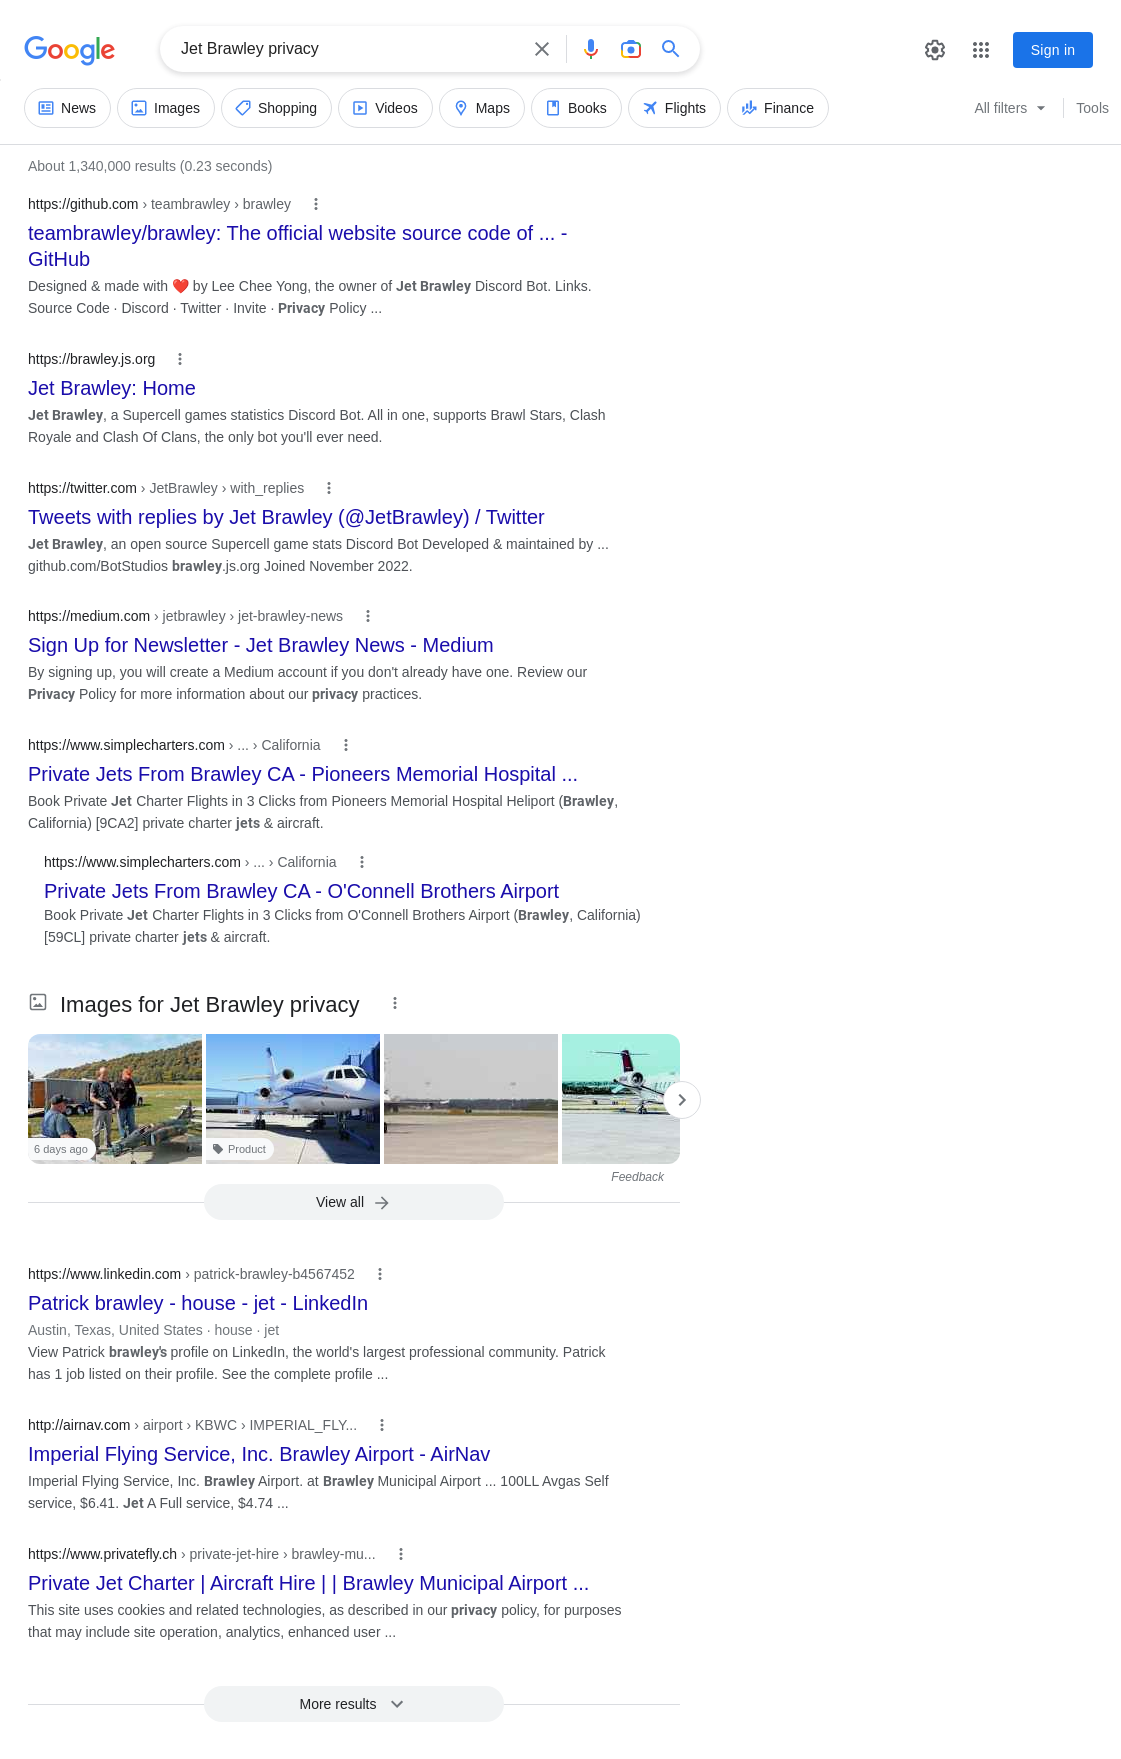 Google
Jet Brawley privacy
Sign in
News
Images
Shopping
Videos
Maps
Books
Flights
Finance
All filters
Tools
About 1,340,000 results (0.23 seconds)
https://github.com › teambrawley › brawley
teambrawley/brawley: The official website source code of ... -
GitHub
Designed & made with ❤️ by Lee Chee Yong, the owner of Jet Brawley Discord Bot. Links.
Source Code · Discord · Twitter · Invite · Privacy Policy ...
https://brawley.js.org
Jet Brawley: Home
Jet Brawley, a Supercell games statistics Discord Bot. All in one, supports Brawl Stars, Clash
Royale and Clash Of Clans, the only bot you'll ever need.
https://twitter.com › JetBrawley › with_replies
Tweets with replies by Jet Brawley (@JetBrawley) / Twitter
Jet Brawley, an open source Supercell game stats Discord Bot Developed & maintained by ...
github.com/BotStudios brawley.js.org Joined November 2022.
https://medium.com › jetbrawley › jet-brawley-news
Sign Up for Newsletter - Jet Brawley News - Medium
By signing up, you will create a Medium account if you don't already have one. Review our
Privacy Policy for more information about our privacy practices.
https://www.simplecharters.com › ... › California
Private Jets From Brawley CA - Pioneers Memorial Hospital ...
Book Private Jet Charter Flights in 3 Clicks from Pioneers Memorial Hospital Heliport (Brawley,
California) [9CA2] private charter jets & aircraft.
https://www.simplecharters.com › ... › California
Private Jets From Brawley CA - O'Connell Brothers Airport
Book Private Jet Charter Flights in 3 Clicks from O'Connell Brothers Airport (Brawley, California)
[59CL] private charter jets & aircraft.
Images for Jet Brawley privacy
6 days ago
Product
Feedback
View all
https://www.linkedin.com › patrick-brawley-b4567452
Patrick brawley - house - jet - LinkedIn
Austin, Texas, United States · house · jet
View Patrick brawley's profile on LinkedIn, the world's largest professional community. Patrick
has 1 job listed on their profile. See the complete profile ...
http://airnav.com › airport › KBWC › IMPERIAL_FLY...
Imperial Flying Service, Inc. Brawley Airport - AirNav
Imperial Flying Service, Inc. Brawley Airport. at Brawley Municipal Airport ... 100LL Avgas Self
service, $6.41. Jet A Full service, $4.74 ...
https://www.privatefly.ch › private-jet-hire › brawley-mu...
Private Jet Charter | Aircraft Hire | | Brawley Municipal Airport ...
This site uses cookies and related technologies, as described in our privacy policy, for purposes
that may include site operation, analytics, enhanced user ...
More results